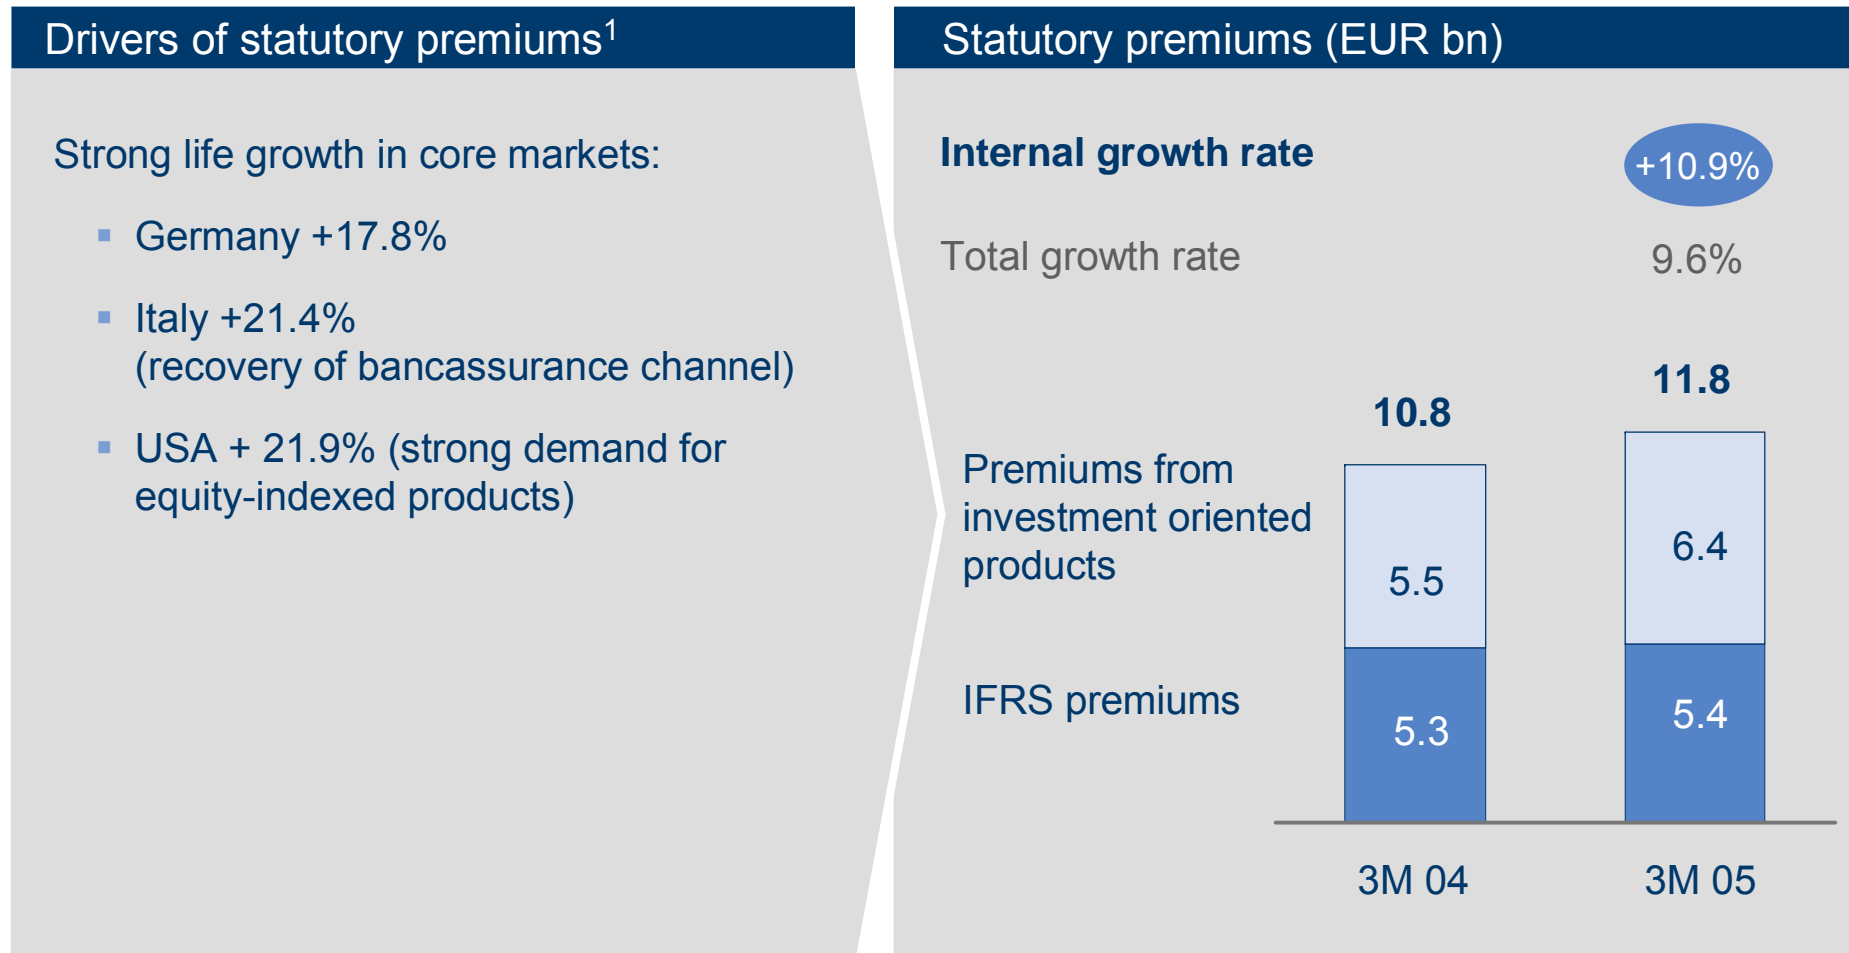 Drivers of statutory premiums¹
Strong life growth in core markets:
▪ Germany +17.8%
▪ Italy +21.4%
(recovery of bancassurance channel)
▪ USA + 21.9% (strong demand for
equity-indexed products)
Statutory premiums (EUR bn)
Internal growth rate
+10.9%
Total growth rate
9.6%
10.8
11.8
Premiums from
investment oriented
products
5.5
6.4
IFRS premiums
5.3
5.4
3M 04
3M 05